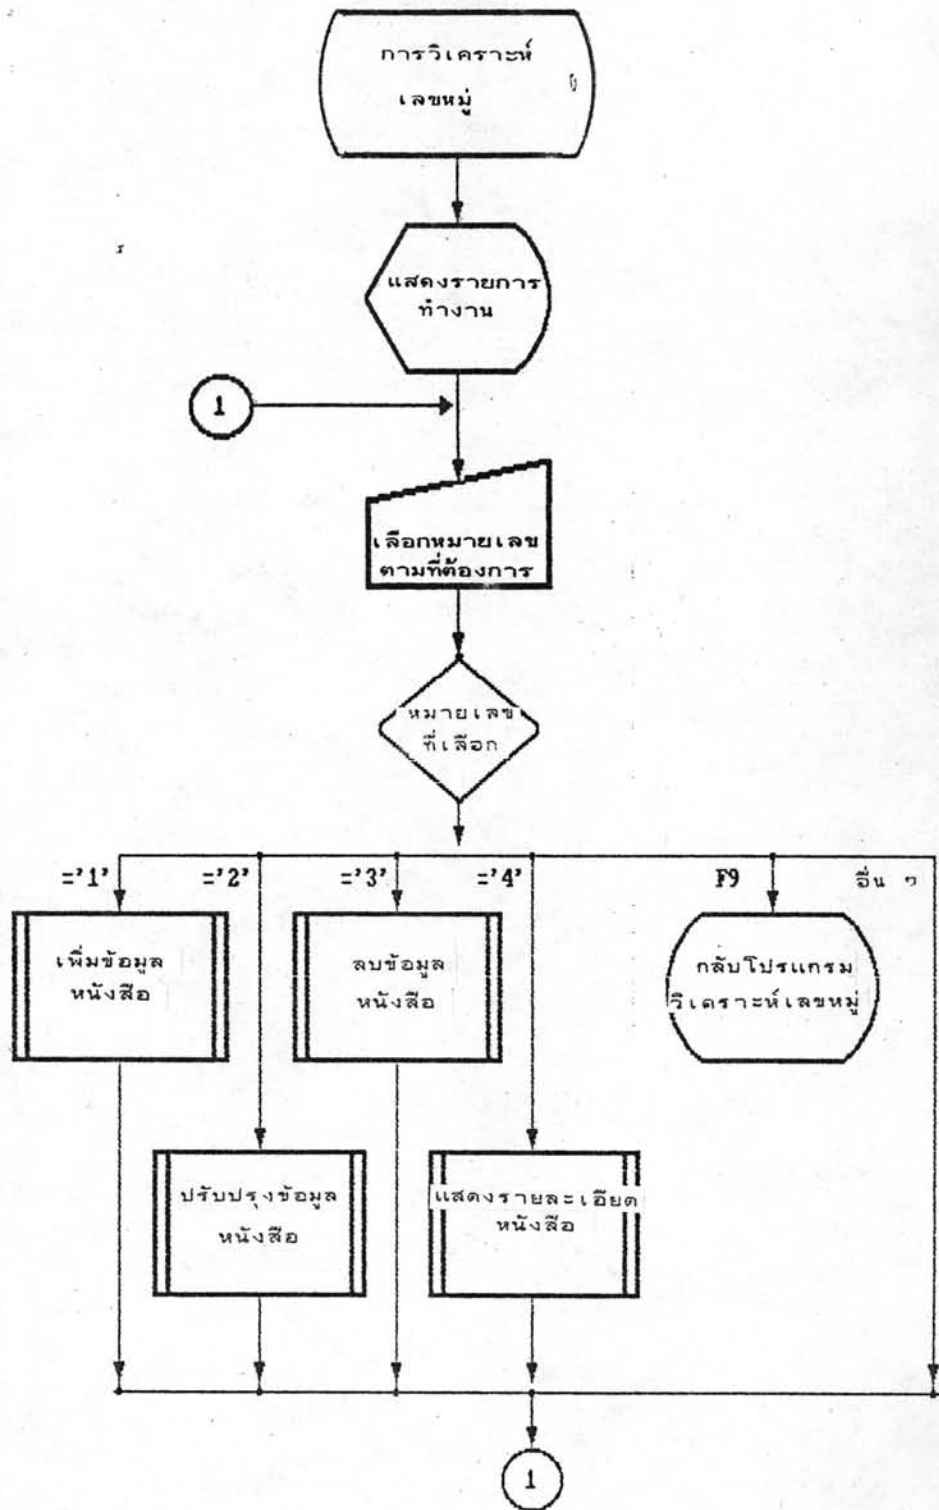 การวิเคราะห์
เลขหมู่
แสดงรายการ
ทำงาน
1
เลือกหมายเลข
ตามที่ต้องการ
หมายเลข
ที่เลือก
='1'
='2'
='3'
='4'
F9
อื่น ๆ
เพิ่มข้อมูล
หนังสือ
ลบข้อมูล
หนังสือ
กลับโปรแกรม
วิเคราะห์เลขหมู่
ปรับปรุงข้อมูล
หนังสือ
แสดงรายละเอียด
หนังสือ
1